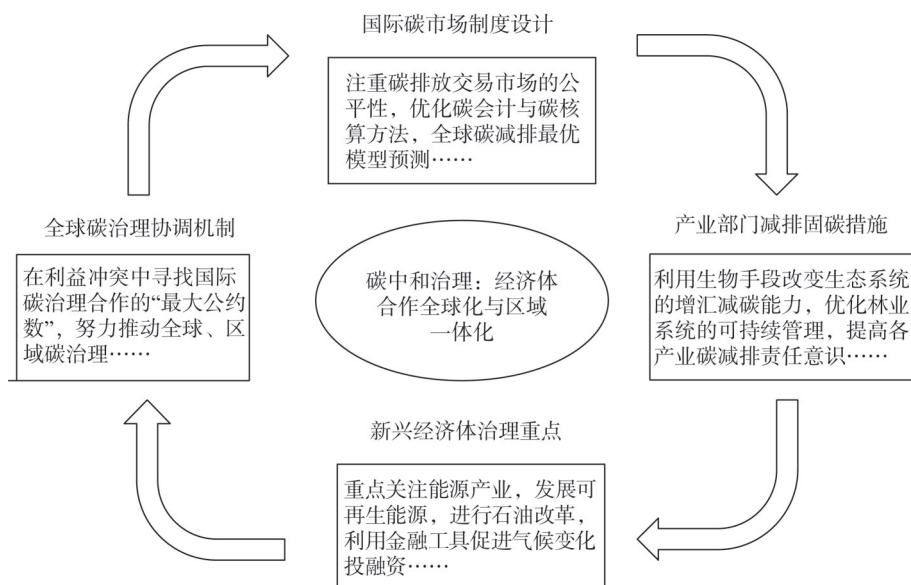 国际碳市场制度设计
注重碳排放交易市场的公
平性，优化碳会计与碳核
算方法，全球碳减排最优
模型预测……
全球碳治理协调机制
在利益冲突中寻找国际
碳治理合作的“最大公约
数”，努力推动全球、区
域碳治理……
碳中和治理：经济体
合作全球化与区域
一体化
产业部门减排固碳措施
利用生物手段改变生态系统
的增汇减碳能力，优化林业
系统的可持续管理，提高各
产业碳减排责任意识……
新兴经济体治理重点
重点关注能源产业，发展可
再生能源，进行石油改革，
利用金融工具促进气候变化
投融资……